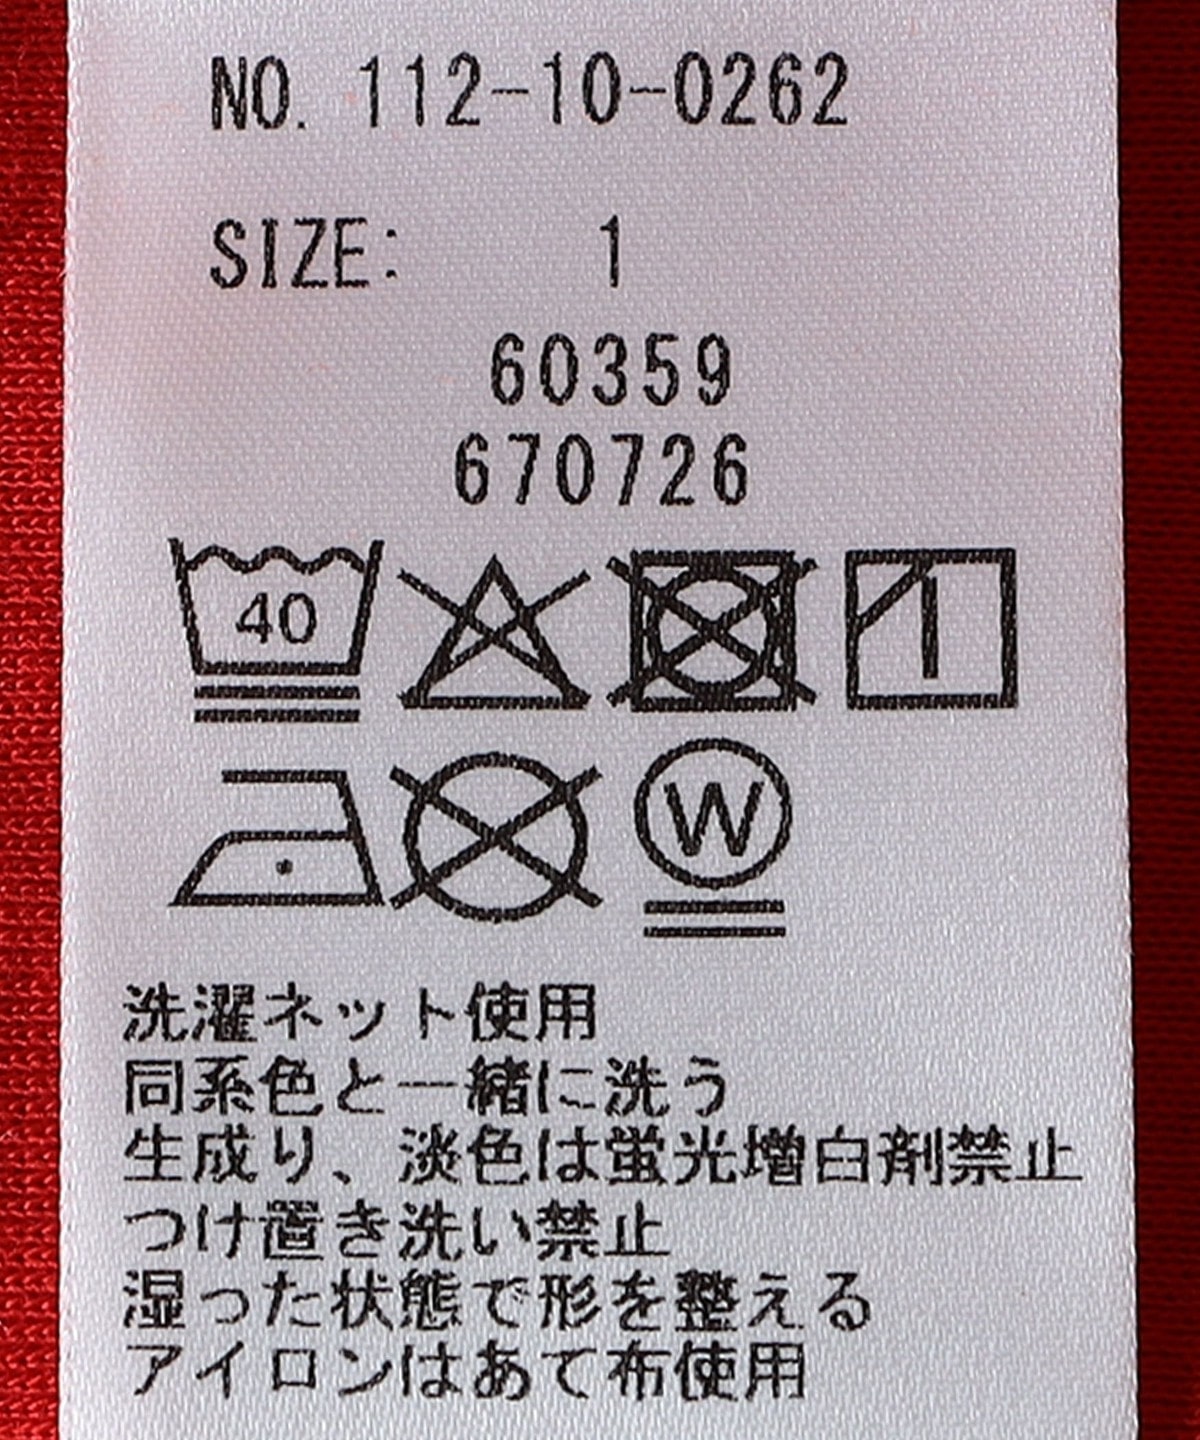 NO. 112-10-0262
SIZE: 1
60359
670726
40
W
洗濯ネット使用
同系色と一緒に洗う
生成り、淡色は蛍光増白剤禁止
つけ置き洗い禁止
湿った状態で形を整える
アイロンはあて布使用